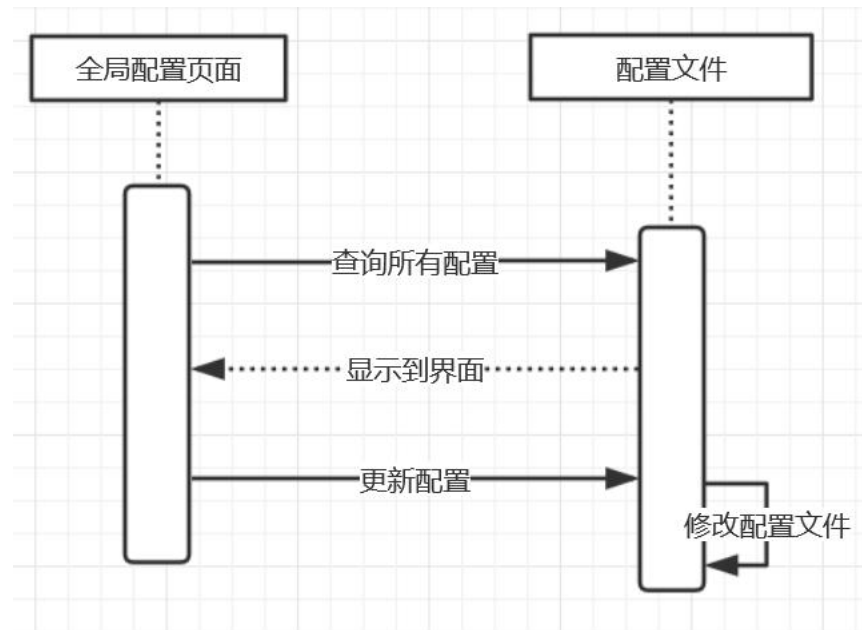 全局配置页面
配置文件
查询所有配置
显示到界面
更新配置
修改配置文件